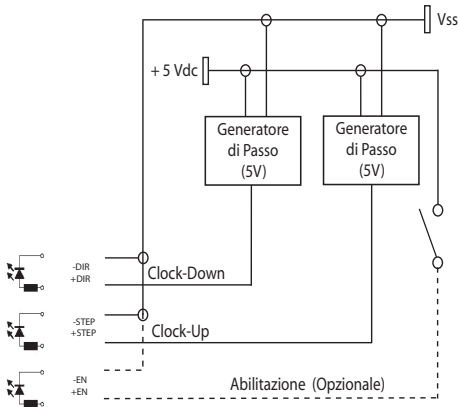 Vss
+ 5 Vdc
Generatore
di Passo
(5V)
Generatore
di Passo
(5V)
-DIR
+DIR
Clock-Down
-STEP
+STEP
Clock-Up
-EN
+EN
Abilitazione (Opzionale)